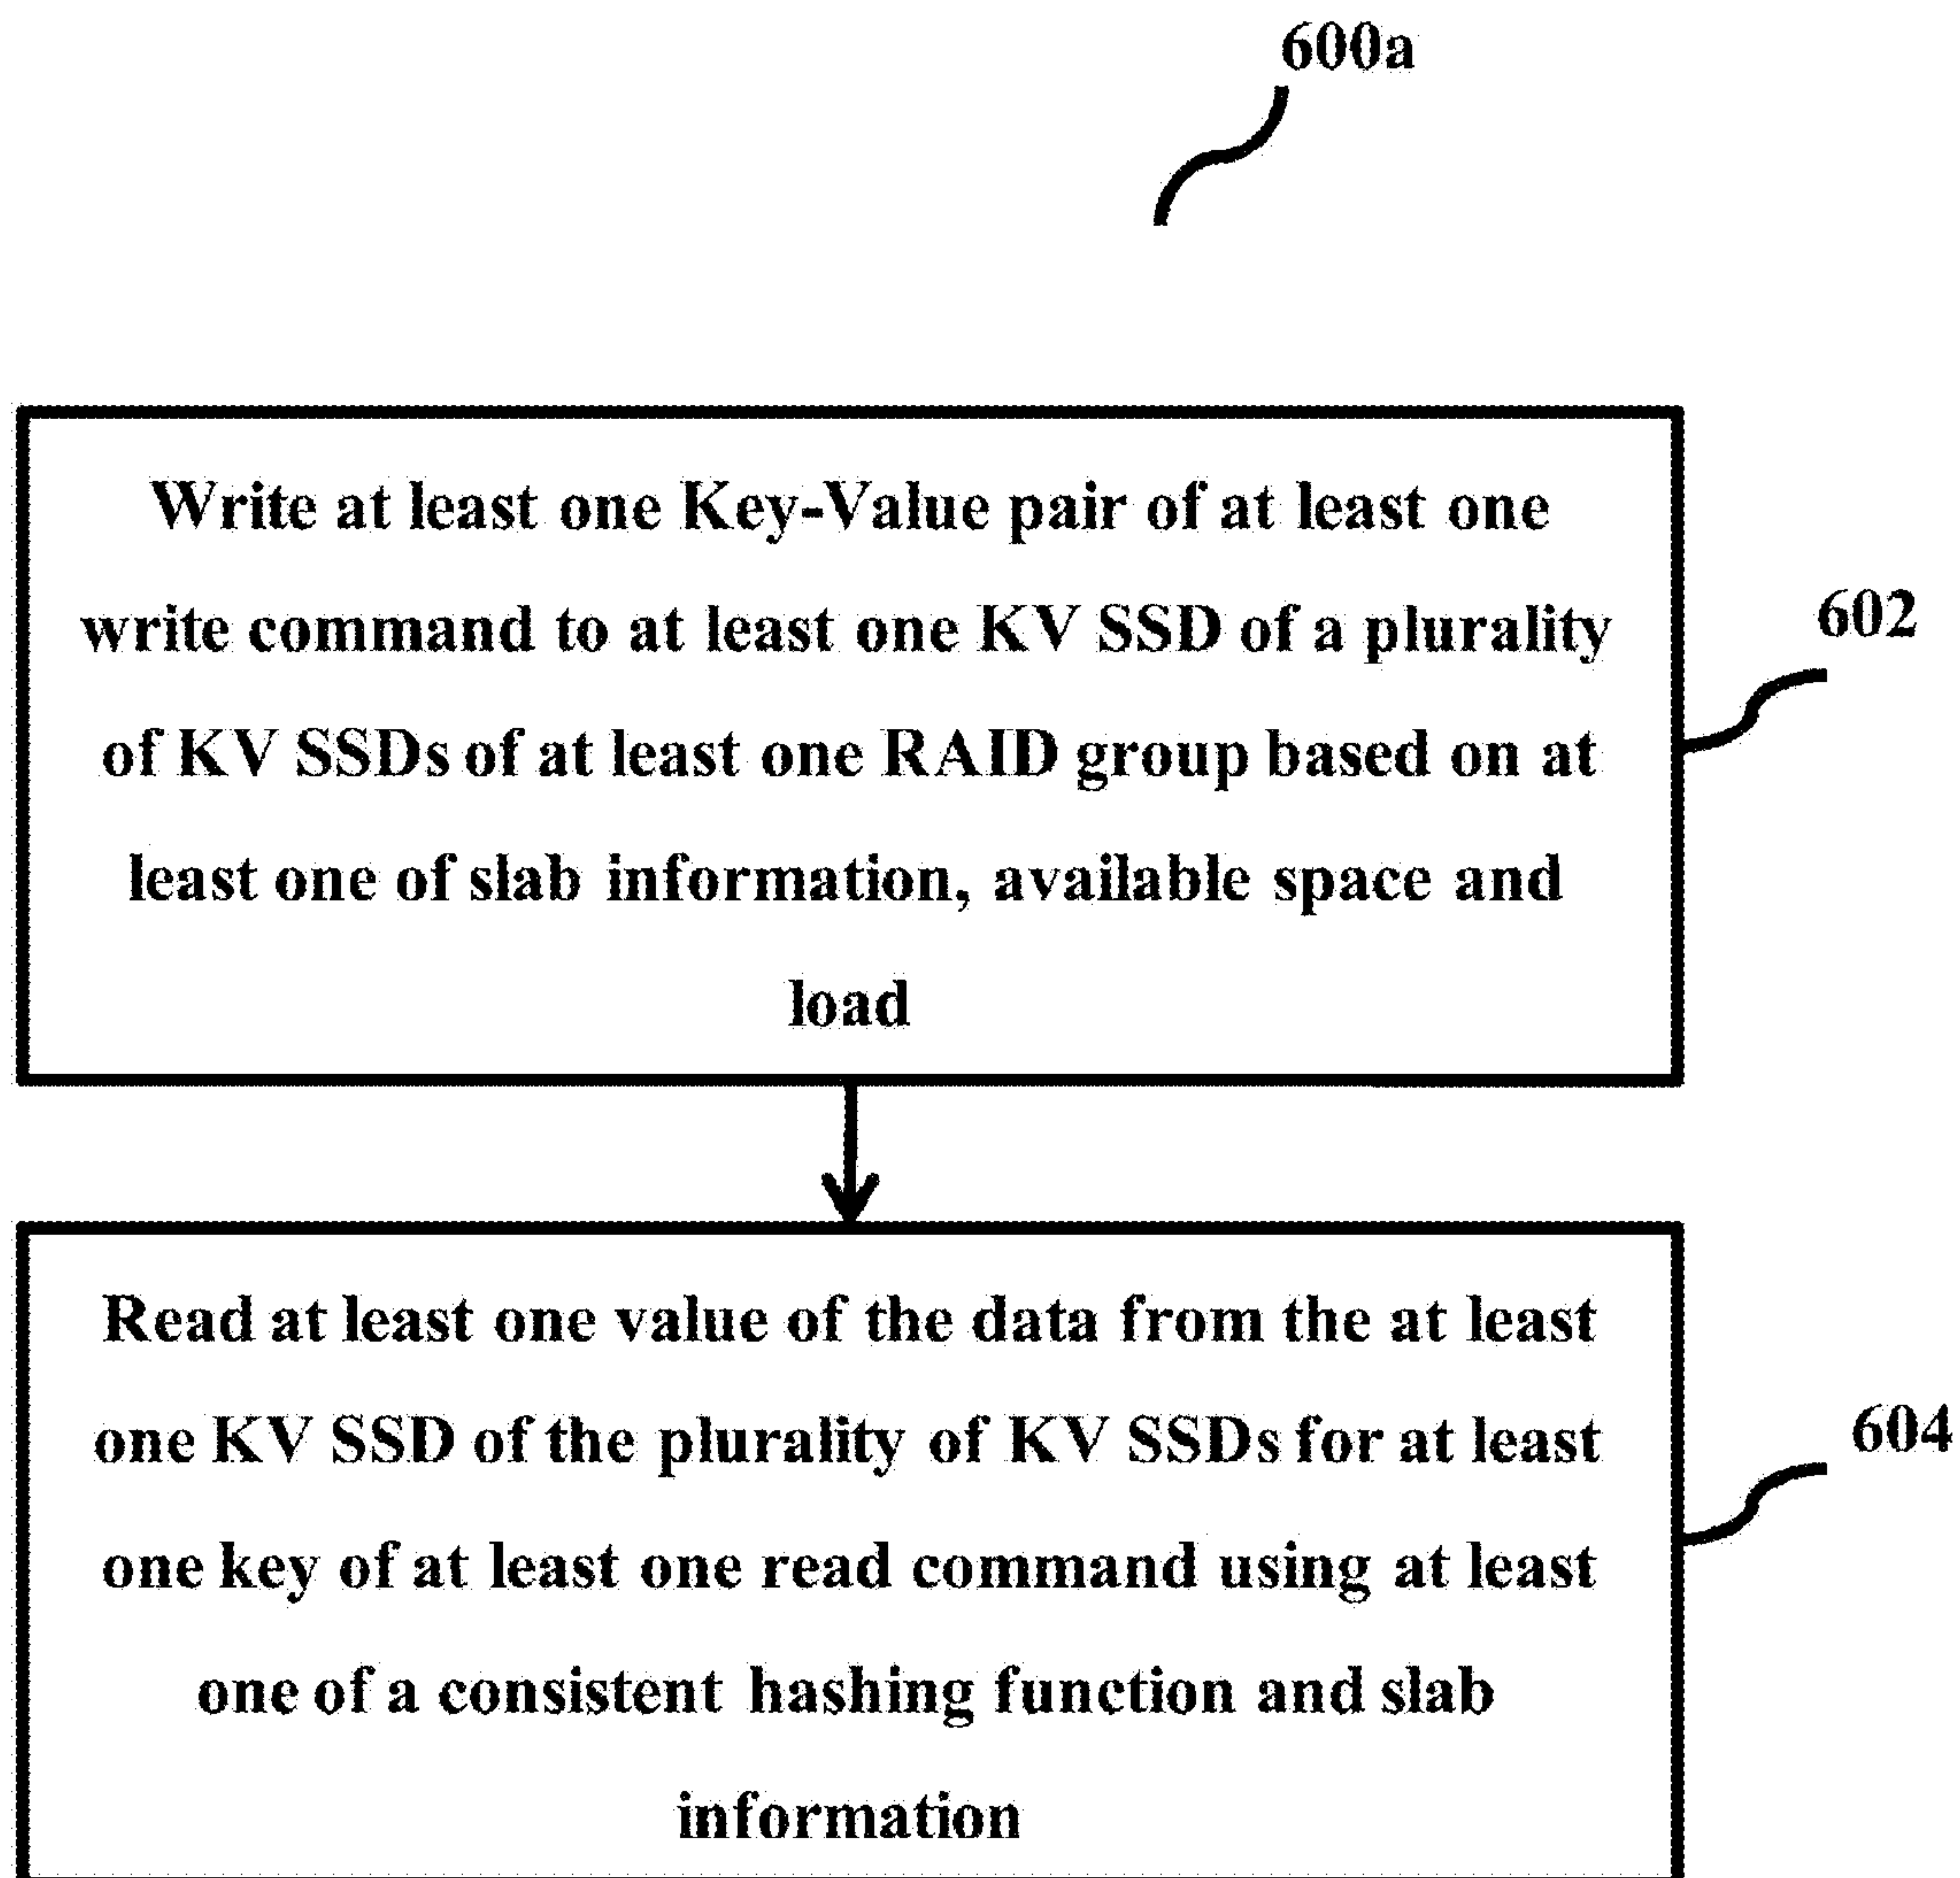 600a
Write at least one Key-Value pair of at least one
write command to at least one KV SSD of a plurality
of KV SSDs of at least one RAID group based on at
least one of slab information, available space and
load
602
Read at least one value of the data from the at least
one KV SSD of the plurality of KV SSDs for at least
one key of at least one read command using at least
one of a consistent hashing function and slab
information
604